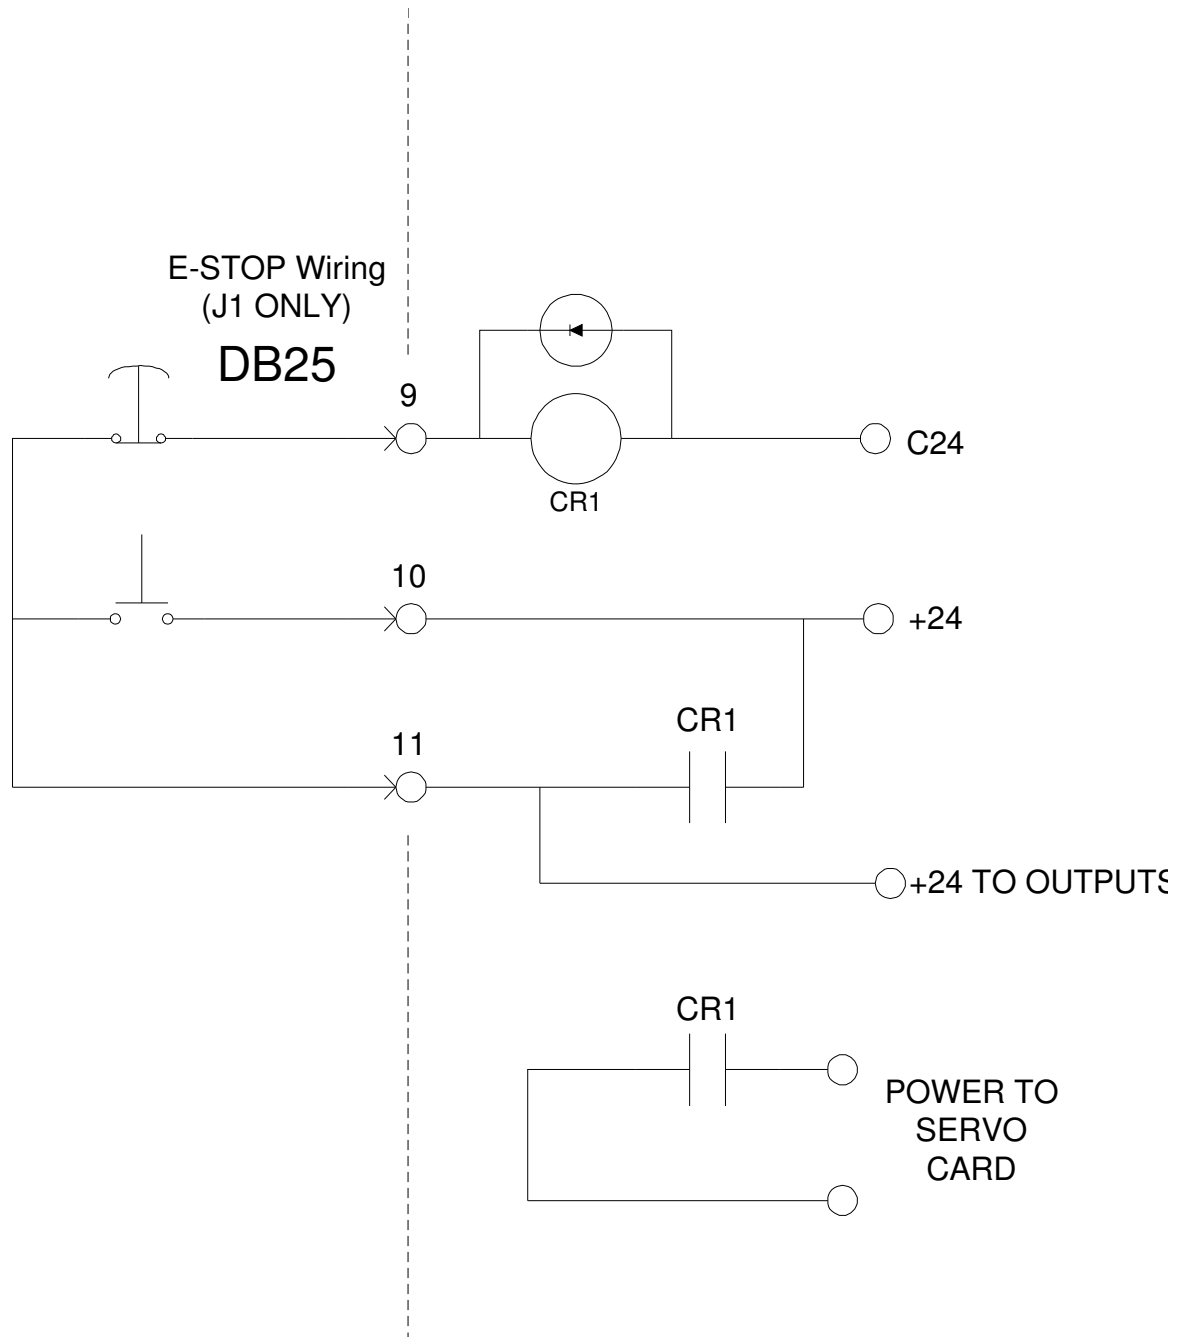 E-STOP Wiring
(J1 ONLY)
DB25
9
C24
CR1
10
+24
CR1
11
+24 TO OUTPUTS
CR1
POWER TO
SERVO
CARD